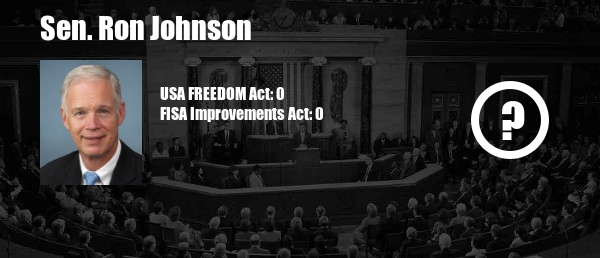 Sen. Ron Johnson
USA FREEDOM Act: 0
FISA Improvements Act: 0
?